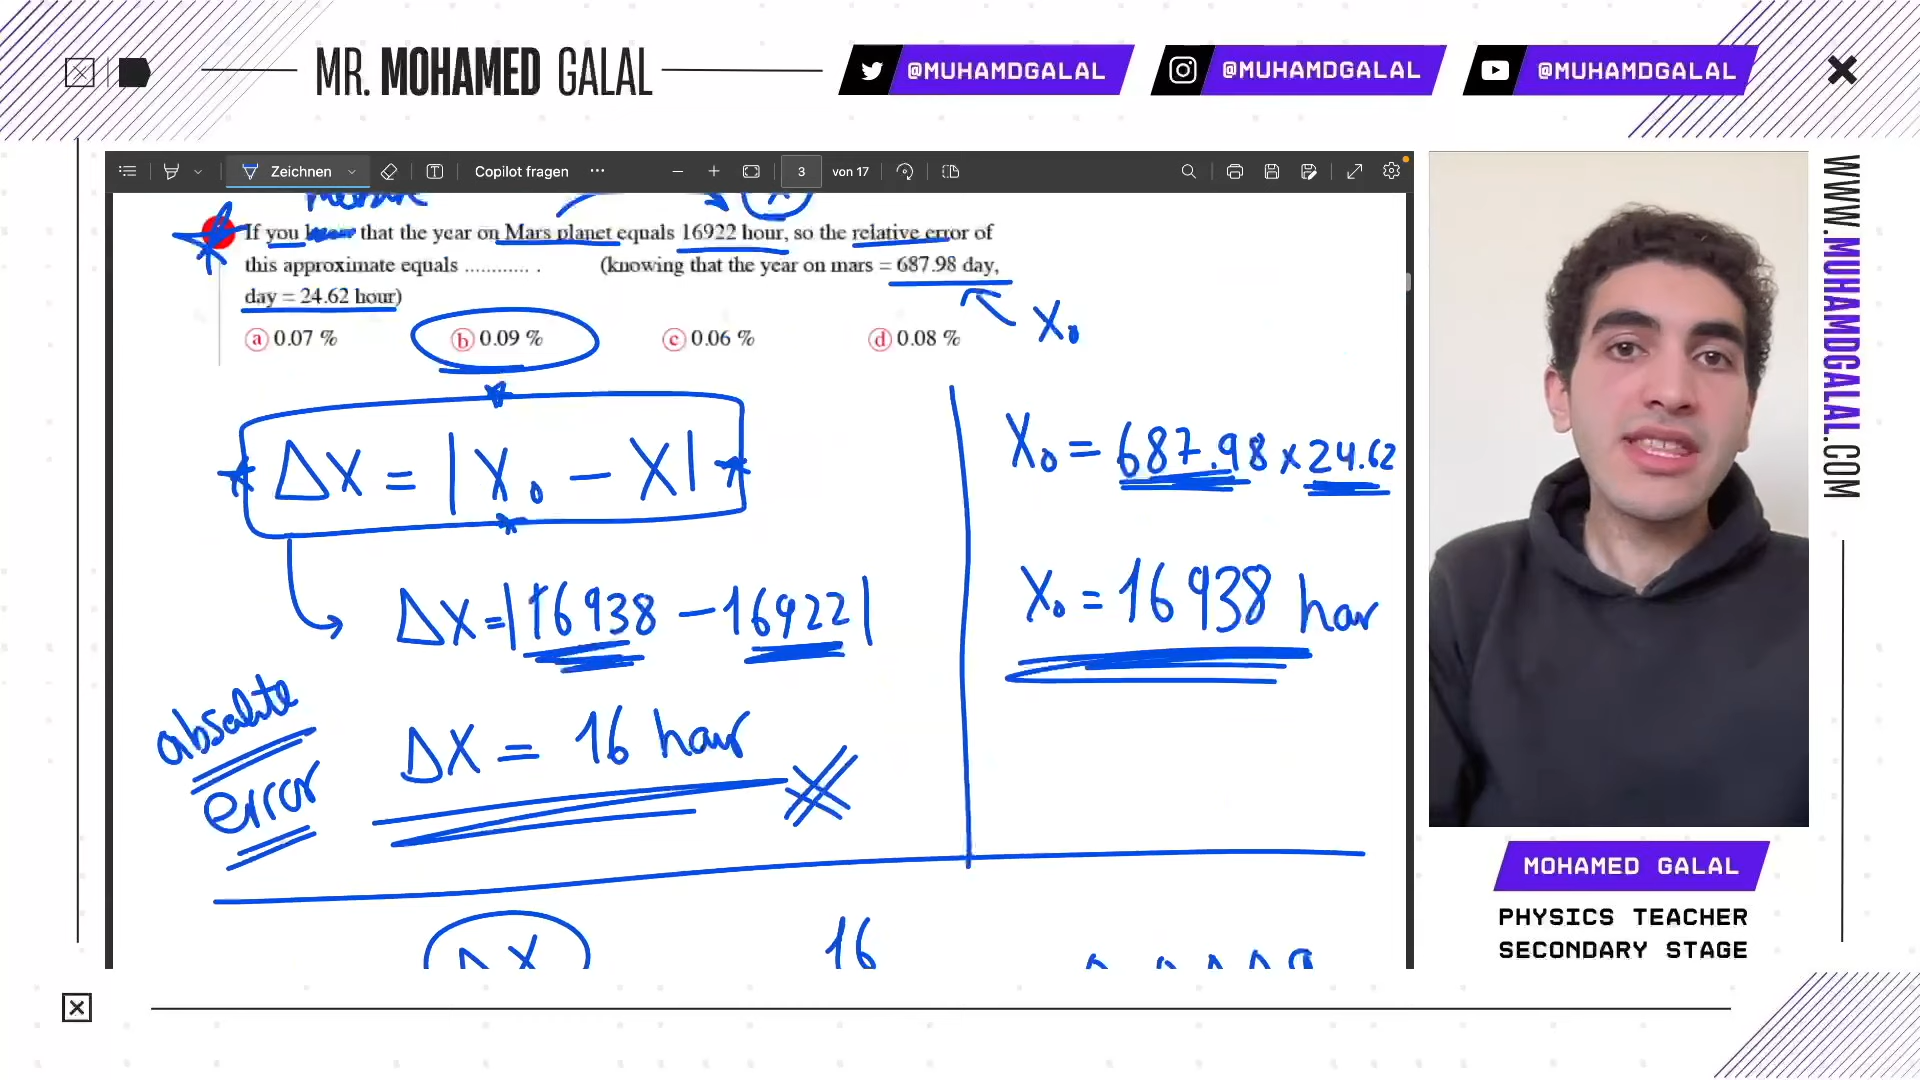 MR. MOHAMED GALAL
@MUHAMDGALAL
@MUHAMDGALAL
@MUHAMDGALAL
Zeichnen
Copilot fragen
3
von 17
If you that the year on Mars planet equals 16922 hour, so the relative error of
this approximate equals ............ . (knowing that the year on mars = 687.98 day,
day = 24.62 hour)
a 0.07 %
b 0.09 %
c 0.06 %
d 0.08 %
X₀
ΔX = |X₀ - X|
X₀ = 687.98 x 24.62
X₀ = 16938 hour
ΔX = |16938 - 16922|
absolute
error
ΔX = 16 hour
ΔX
16
WWW.MUHAMDGALAL.COM
MOHAMED GALAL
PHYSICS TEACHER
SECONDARY STAGE